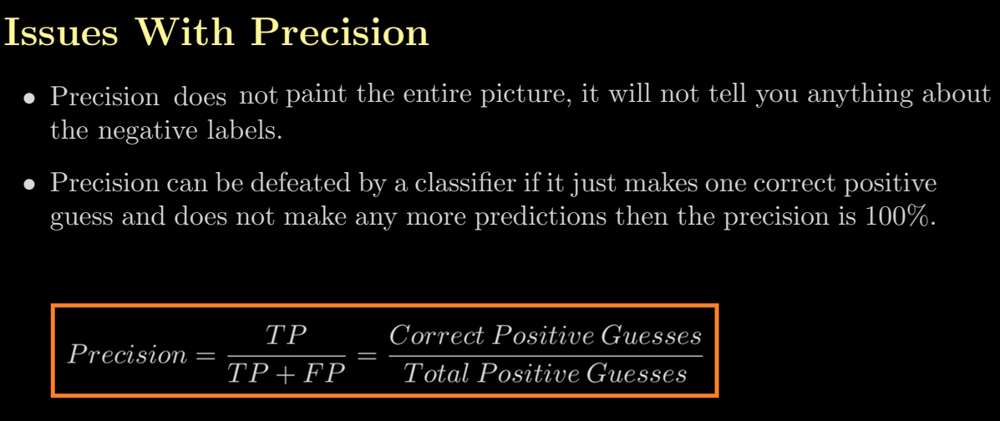 Issues With Precision
• Precision does not paint the entire picture, it will not tell you anything about
the negative labels.
• Precision can be defeated by a classifier if it just makes one correct positive
guess and does not make any more predictions then the precision is 100%.
Precision = TP / TP + FP = Correct Positive Guesses / Total Positive Guesses